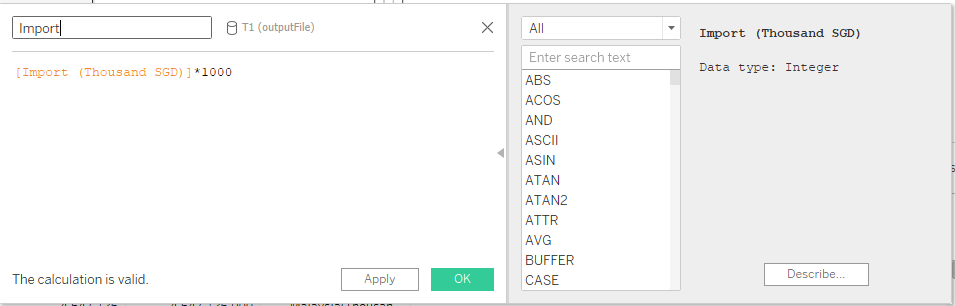 Import
T1 (outputFile)
[Import (Thousand SGD)]*1000
The calculation is valid.
Apply
OK
All
Enter search text
ABS
ACOS
AND
ASCII
ASIN
ATAN
ATAN2
ATTR
AVG
BUFFER
CASE
Import (Thousand SGD)
Data type: Integer
Describe...